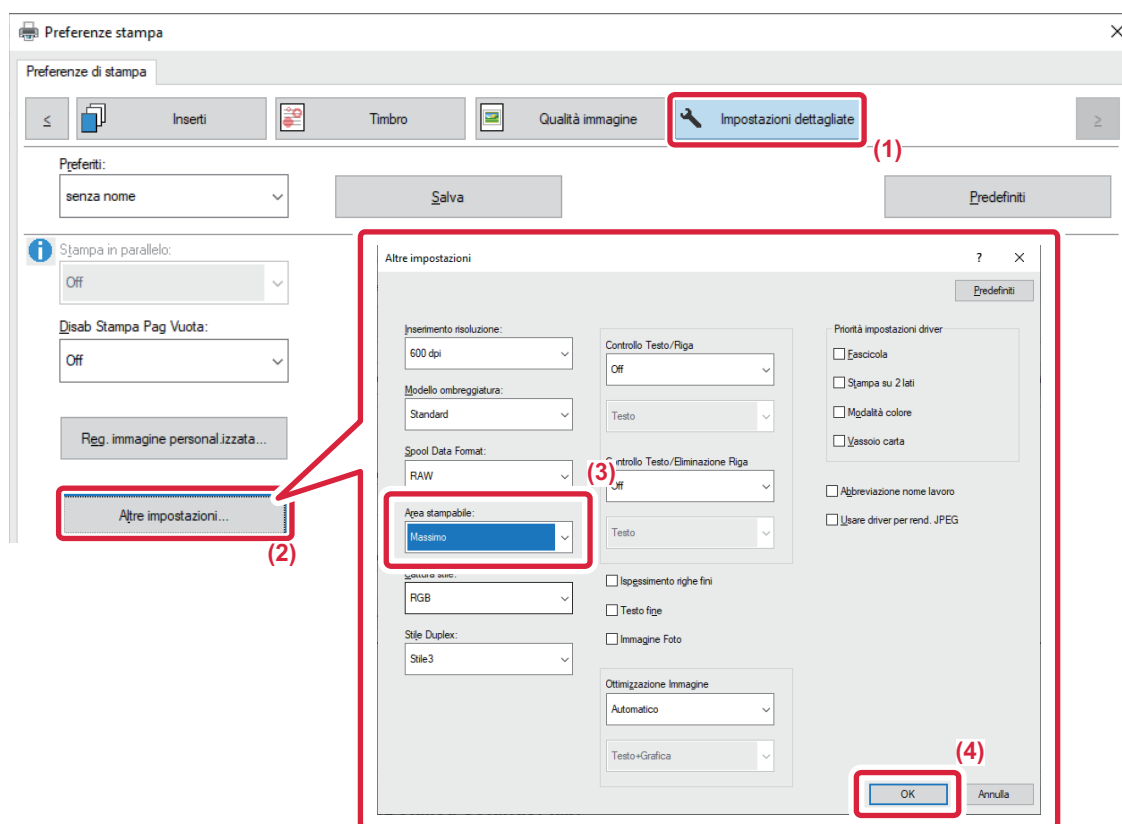 Preferenze stampa
Preferenze di stampa
<
Inserti
Timbro
Qualità immagine
Impostazioni dettagliate
>
(1)
Preferiti:
senza nome
Salva
Predefiniti
Stampa in parallelo:
Off
Disab Stampa Pag Vuota:
Off
Reg. immagine personal.izzata...
Altre impostazioni...
(2)
Altre impostazioni
?
Predefiniti
Inserimento risoluzione:
600 dpi
Modello ombreggiatura:
Standard
Spool Data Format:
RAW
(3)
Area stampabile:
Massimo
RGB
Stile Duplex:
Stile3
Controllo Testo/Riga
Off
Testo
Controllo Testo/Eliminazione Riga
Off
Testo
Ispessimento righe fini
Testo fine
Immagine Foto
Ottimizzazione Immagine
Automatico
Testo+Grafica
Priorità impostazioni driver
Fascicola
Stampa su 2 lati
Modalità colore
Vassoio carta
Abbreviazione nome lavoro
Usare driver per rend. JPEG
(4)
OK
Annulla